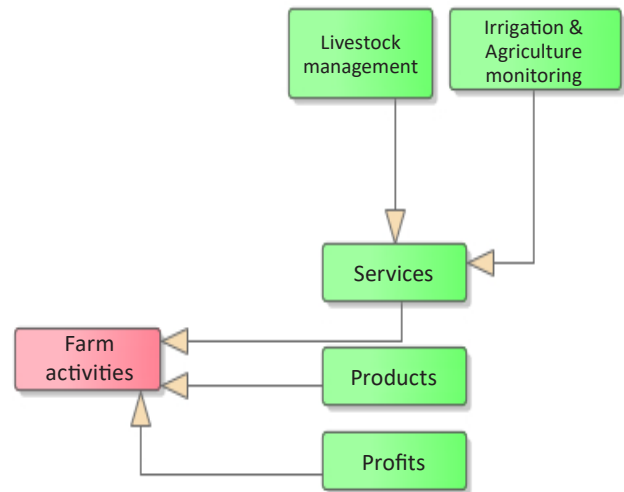 Livestock
management
Irrigation &
Agriculture
monitoring
Services
Farm
activities
Products
Profits